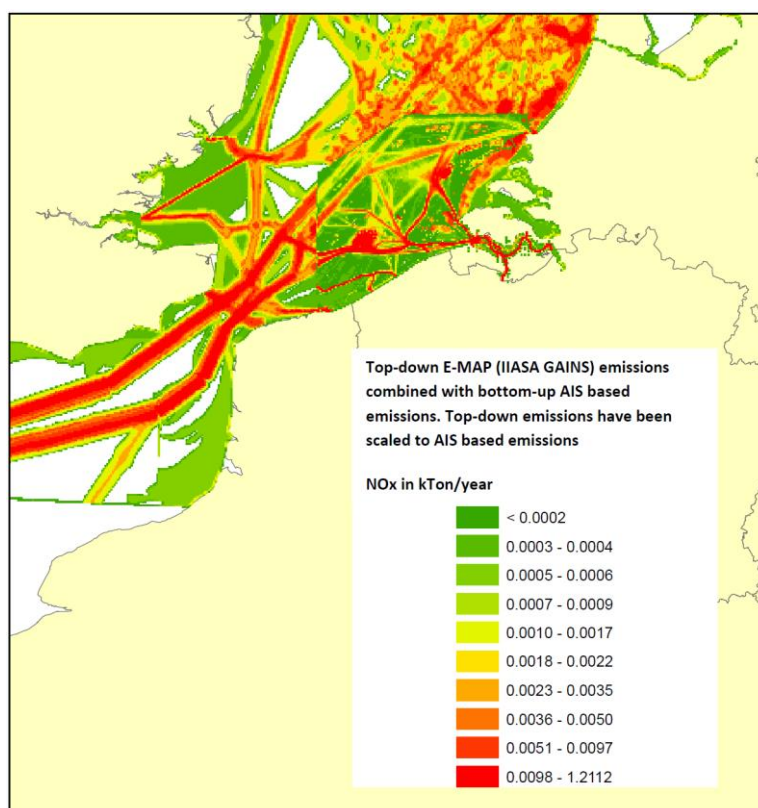 Top-down E-MAP (IIASA GAINS) emissions
combined with bottom-up AIS based
emissions. Top-down emissions have been
scaled to AIS based emissions
NOx in kTon/year
< 0.0002
0.0003 - 0.0004
0.0005 - 0.0006
0.0007 - 0.0009
0.0010 - 0.0017
0.0018 - 0.0022
0.0023 - 0.0035
0.0036 - 0.0050
0.0051 - 0.0097
0.0098 - 1.2112